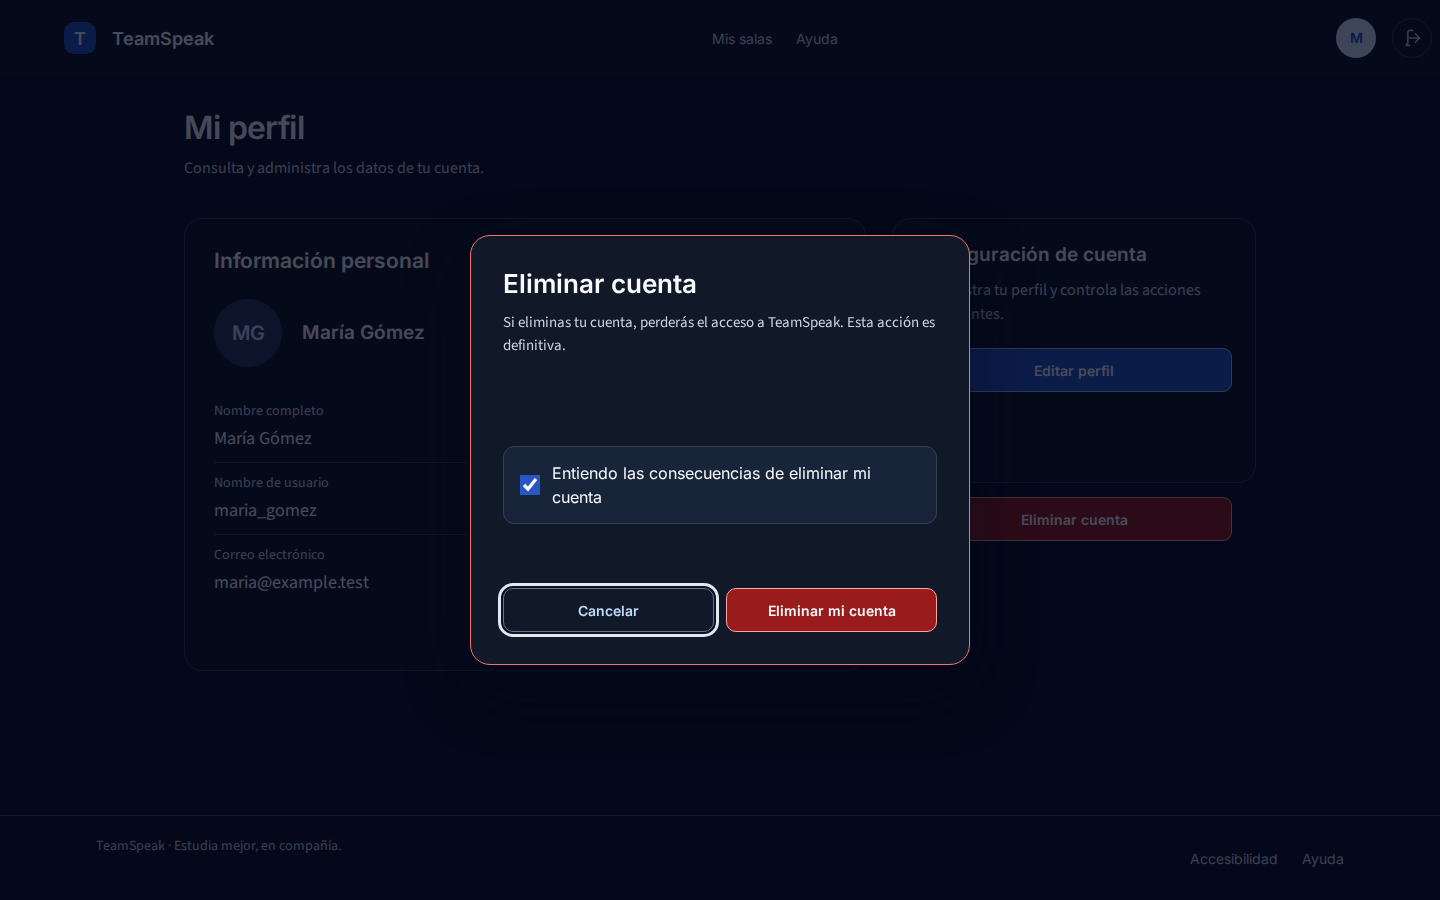 T TeamSpeak
Mis salas Ayuda
M
Mi perfil
Consulta y administra los datos de tu cuenta.
Información personal
MG
María Gómez
Nombre completo
María Gómez
Nombre de usuario
maria_gomez
Correo electrónico
maria@example.test
Eliminar cuenta
Si eliminas tu cuenta, perderás el acceso a TeamSpeak. Esta acción es
definitiva.
Entiendo las consecuencias de eliminar mi
cuenta
Cancelar
Eliminar mi cuenta
guración de cuenta
stra tu perfil y controla las acciones
ntes.
Editar perfil
Eliminar cuenta
TeamSpeak · Estudia mejor, en compañía.
Accesibilidad Ayuda